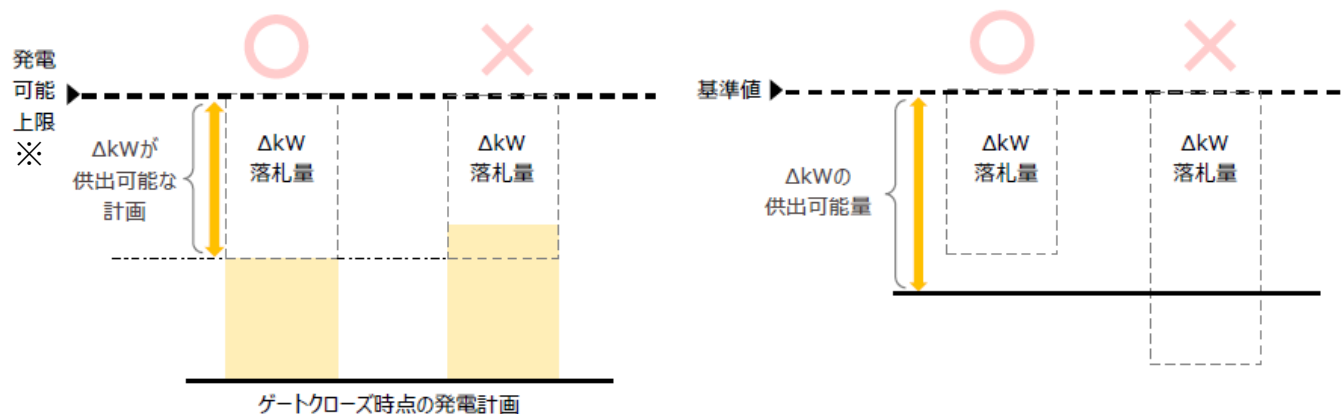 発電
可能
上限
※
ΔkWが
供出可能な
計画
ΔkW
落札量
ΔkW
落札量
ゲートクローズ時点の発電計画
基準値
ΔkWの
供出可能量
ΔkW
落札量
ΔkW
落札量